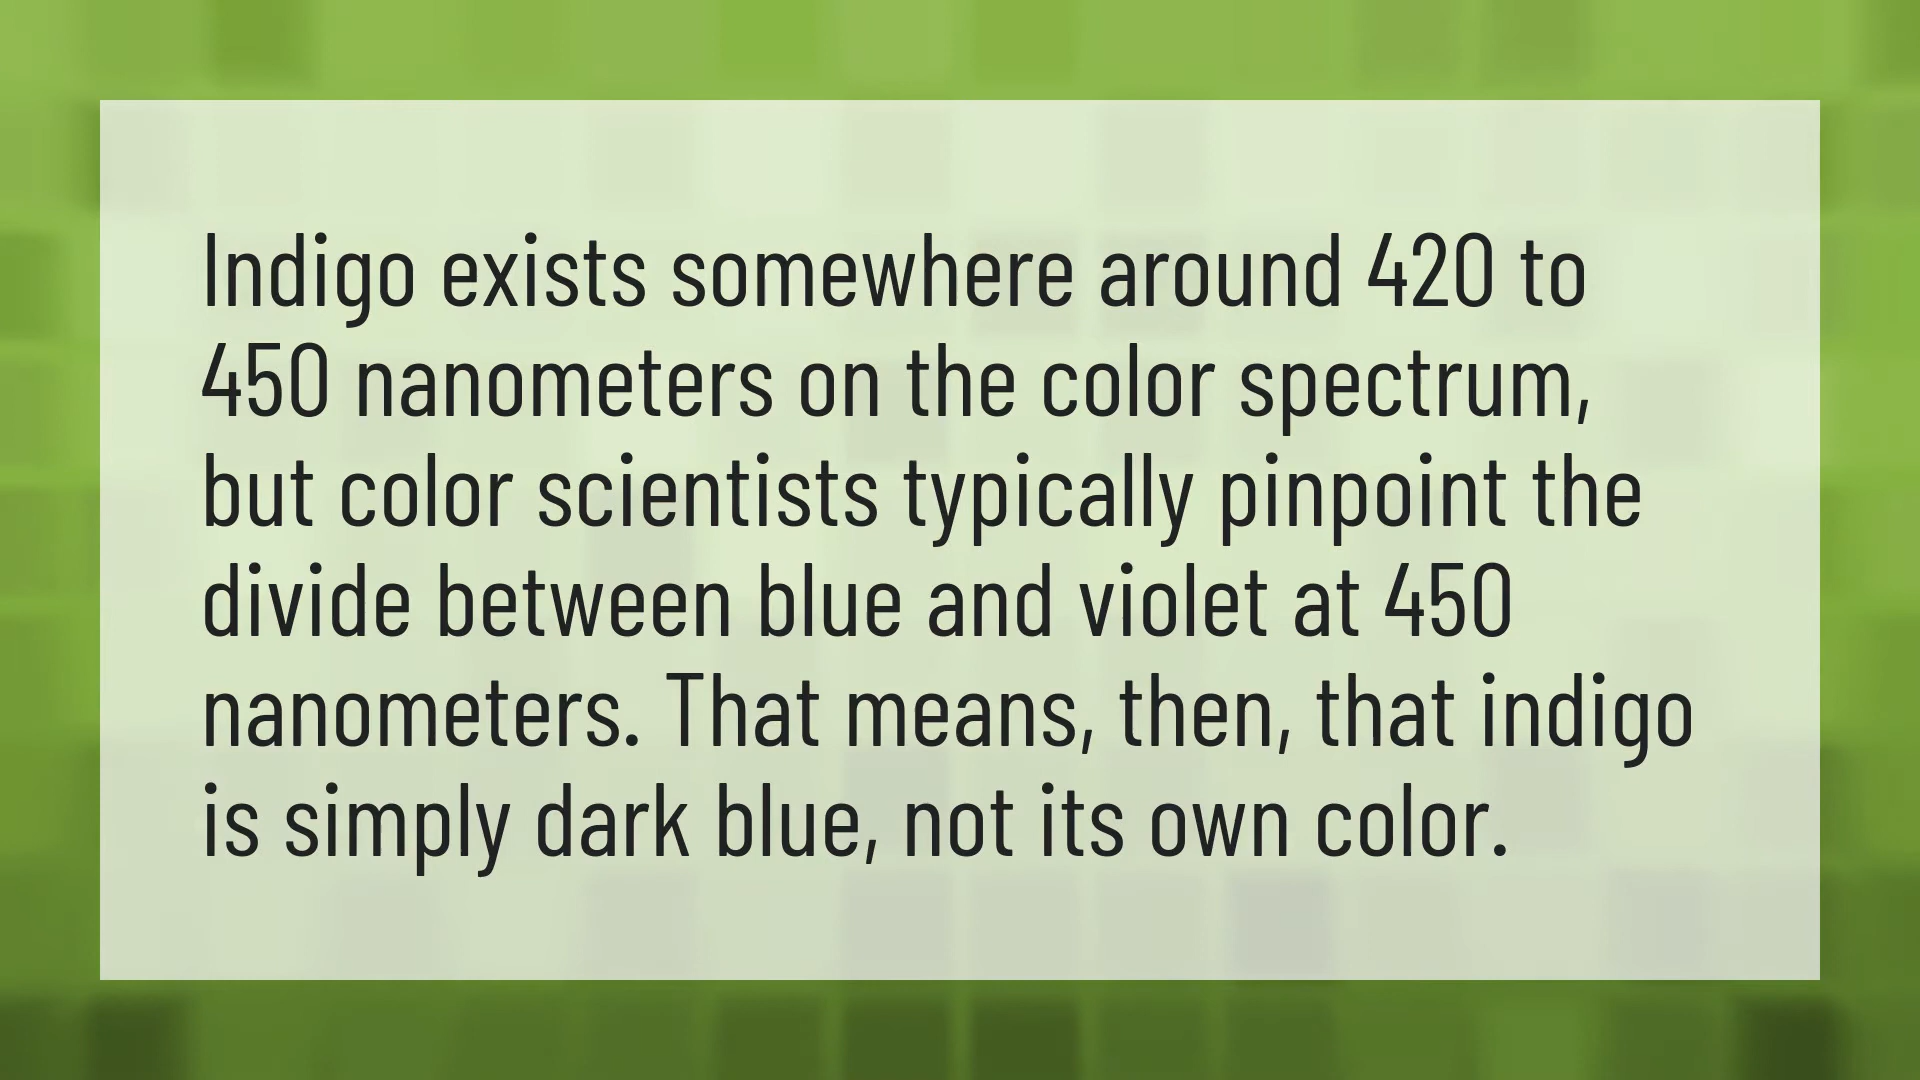 Indigo exists somewhere around 420 to
450 nanometers on the color spectrum,
but color scientists typically pinpoint the
divide between blue and violet at 450
nanometers. That means, then, that indigo
is simply dark blue, not its own color.